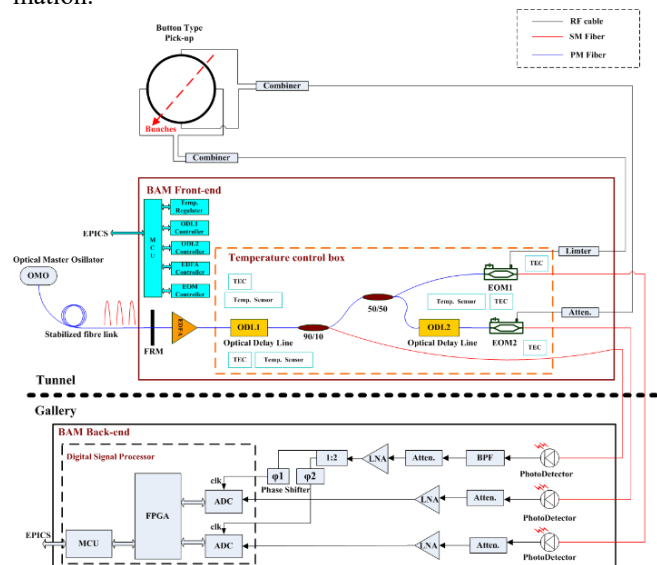 mation.
Button Type
Pick-up
Bunches
Combiner
Combiner
RF cable
SM Fiber
PM Fiber
BAM Front-end
EPICS
M
C
U
Temp.
Regulator
ODL1
Controller
ODL2
Controller
EDFA
Controller
EOM
Controller
Optical Master Osillator
OMO
Stabilized fibre link
FRM
EDFA
Temperature control box
TEC
Temp. Sensor
ODL1
Optical Delay Line
90/10
TEC
Temp. Sensor
50/50
Temp. Sensor
TEC
ODL2
Optical Delay Line
TEC
EOM1
EOM2
TEC
Limter
Atten.
Tunnel
Gallery
BAM Back-end
Digital Signal Processor
EPICS
MCU
FPGA
clk
ADC
clk
ADC
φ1
φ2
Phase Shifter
1:2
LNA
Atten.
BPF
PhotoDetector
LNA
Atten.
PhotoDetector
LNA
Atten.
PhotoDetector